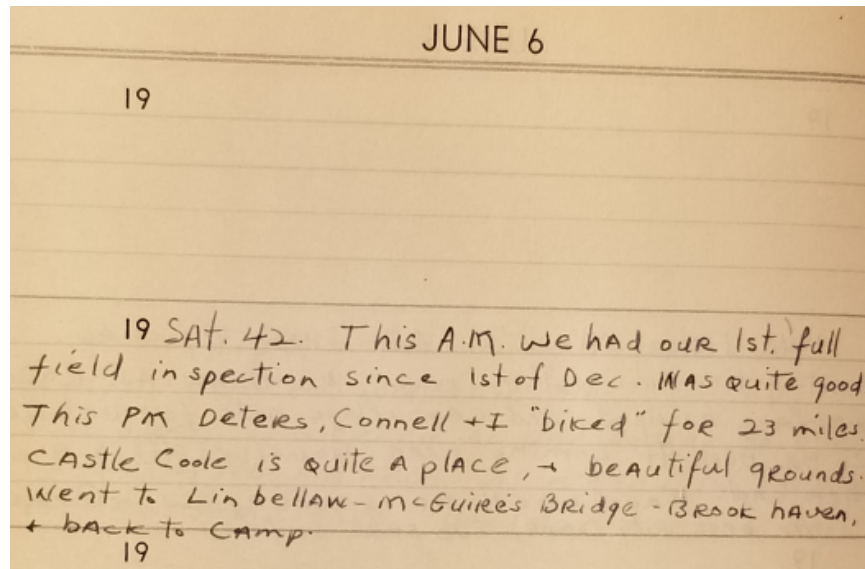 JUNE 6
19
19 SAt. 42. This A.M. we hAd ouR 1st. full
field inspection since 1st of Dec. WAS quite good
This PM Deters, Connell + I "biked" foR 23 miles.
CAstle Coole is quite A plAce, + beAutiful gRounds.
Went to Linbellaw - McGuire's BRidge - BRook haven,
+ bAck to CAmp.
19